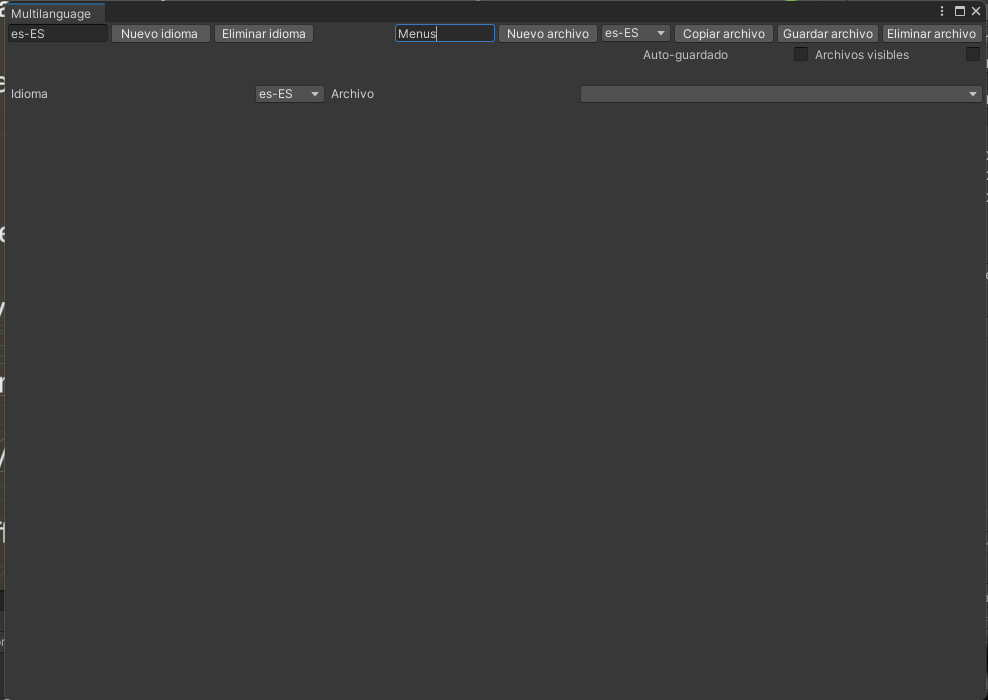 Multilanguage
es-ES Nuevo idioma Eliminar idioma Menus Nuevo archivo es-ES Copiar archivo Guardar archivo Eliminar archivo
Auto-guardado Archivos visibles
Idioma es-ES Archivo